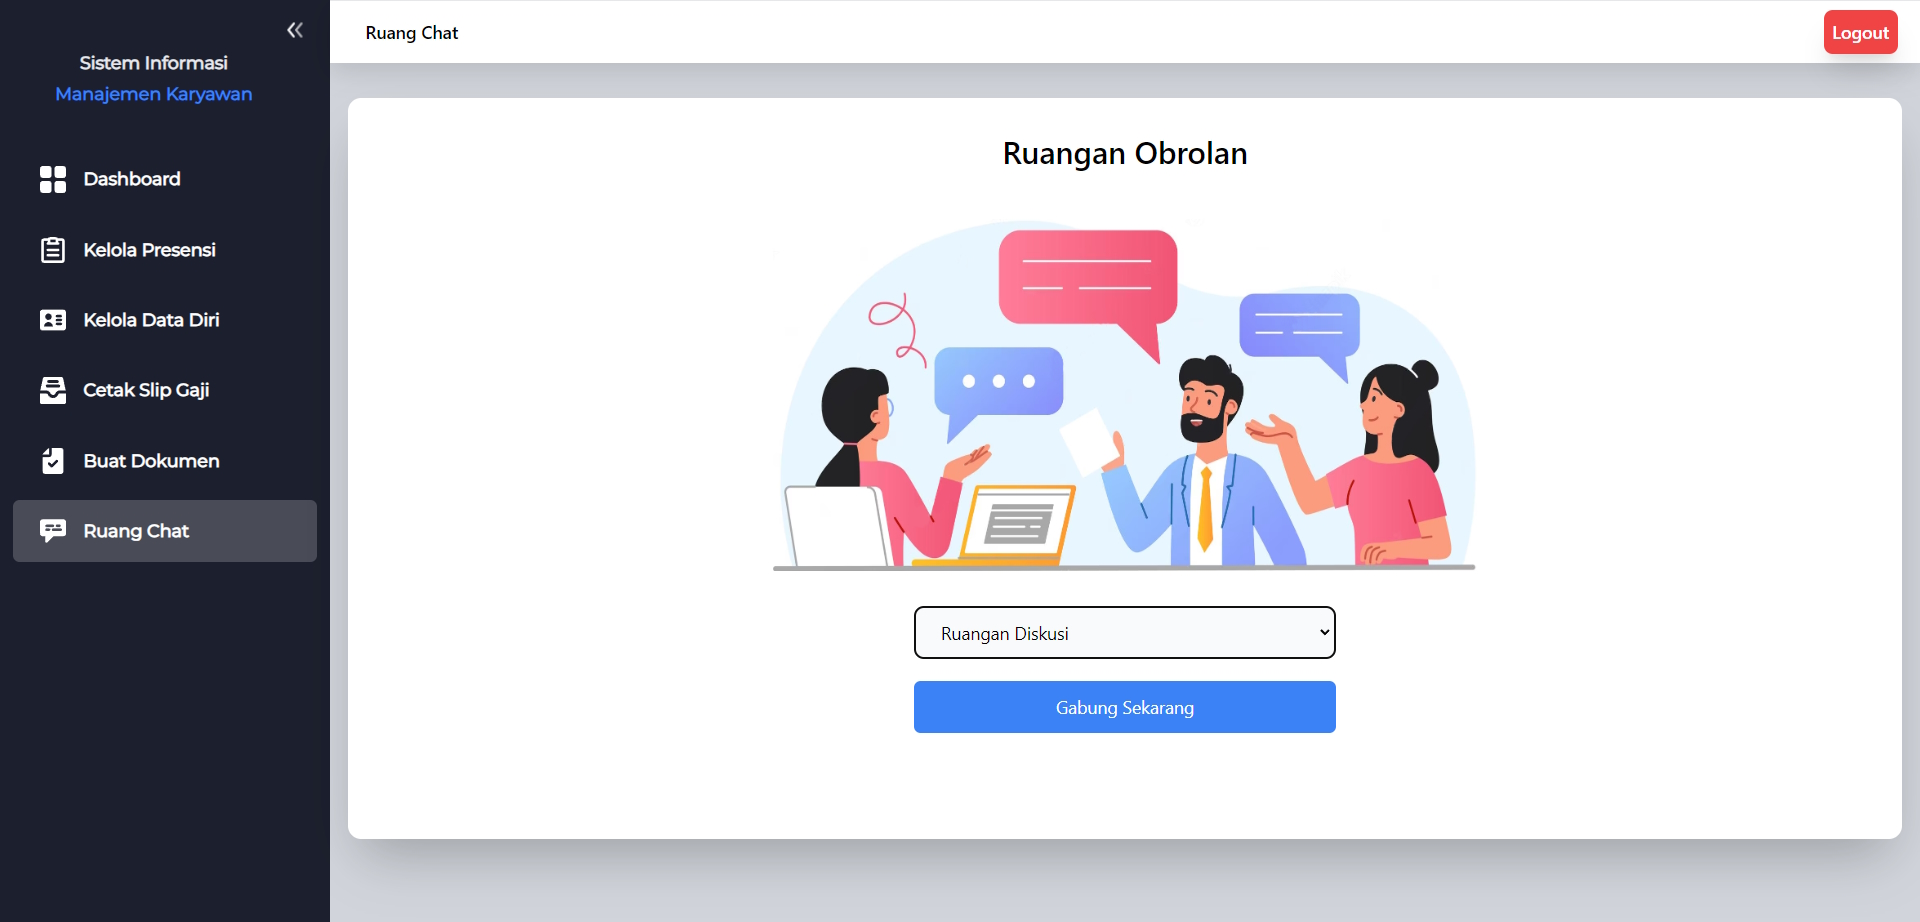 Sistem Informasi
Manajemen Karyawan
Dashboard
Kelola Presensi
Kelola Data Diri
Cetak Slip Gaji
Buat Dokumen
Ruang Chat
Ruang Chat
Logout
Ruangan Obrolan
Ruangan Diskusi
Gabung Sekarang